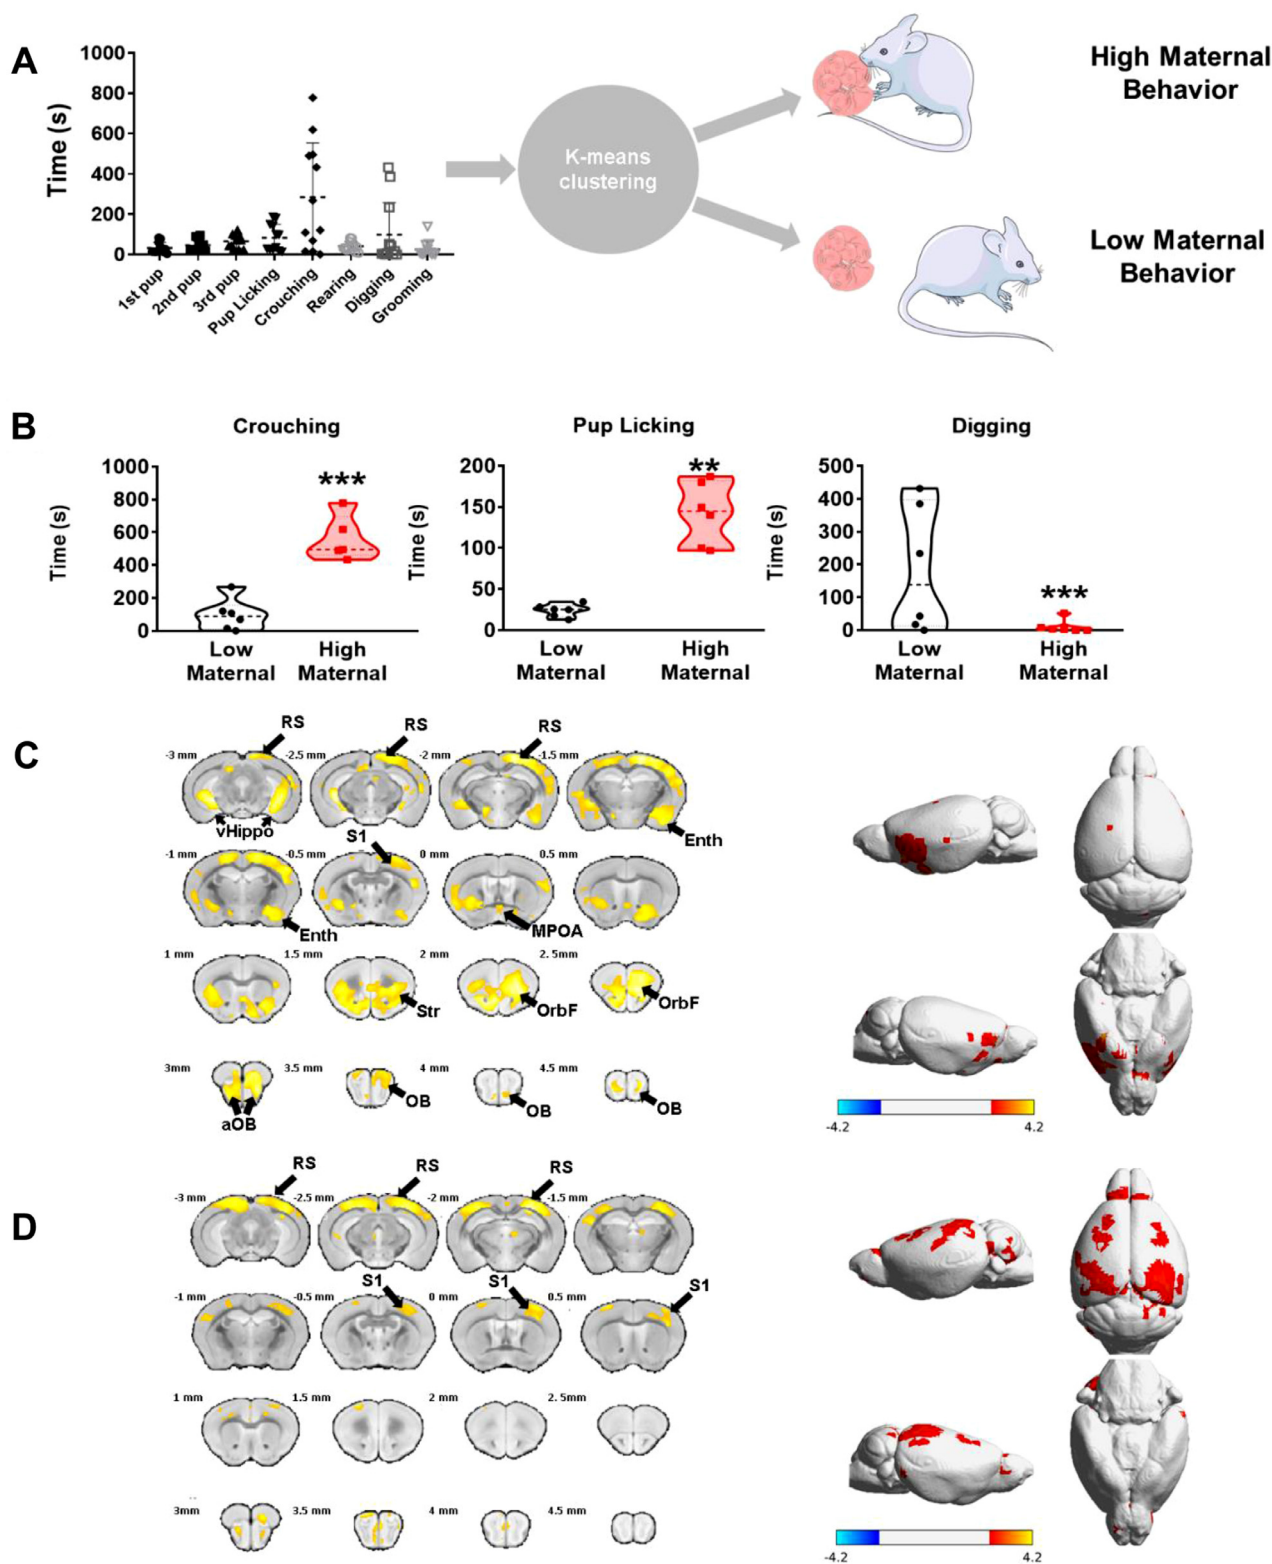 A
1000
800
600
400
200
0
Time (s)
1st pup
2nd pup
3rd pup
Pup Licking
Crouching
Rearing
Digging
Grooming
K-means
clustering
High Maternal
Behavior
Low Maternal
Behavior
B
Crouching
1000
800
600
400
200
0
Time (s)
***
Low
Maternal
High
Maternal
Pup Licking
200
150
100
50
0
Time (s)
**
Low
Maternal
High
Maternal
Digging
500
400
300
200
100
0
Time (s)
***
Low
Maternal
High
Maternal
C
RS
RS
RS
-3 mm
-2.5 mm
-2 mm
-1.5 mm
vHippo
S1
Enth
-1 mm
-0.5 mm
0 mm
0.5 mm
Enth
MPOA
1 mm
1.5 mm
2 mm
2.5 mm
Str
OrbF
OrbF
3mm
3.5 mm
4 mm
4.5 mm
aOB
OB
OB
OB
-4.2
4.2
D
RS
RS
RS
-3 mm
-2.5 mm
-2 mm
-1.5 mm
S1
S1
S1
-1 mm
-0.5 mm
0 mm
0.5 mm
1 mm
1.5 mm
2 mm
2.5mm
3mm
3.5 mm
4 mm
4.5 mm
-4.2
4.2